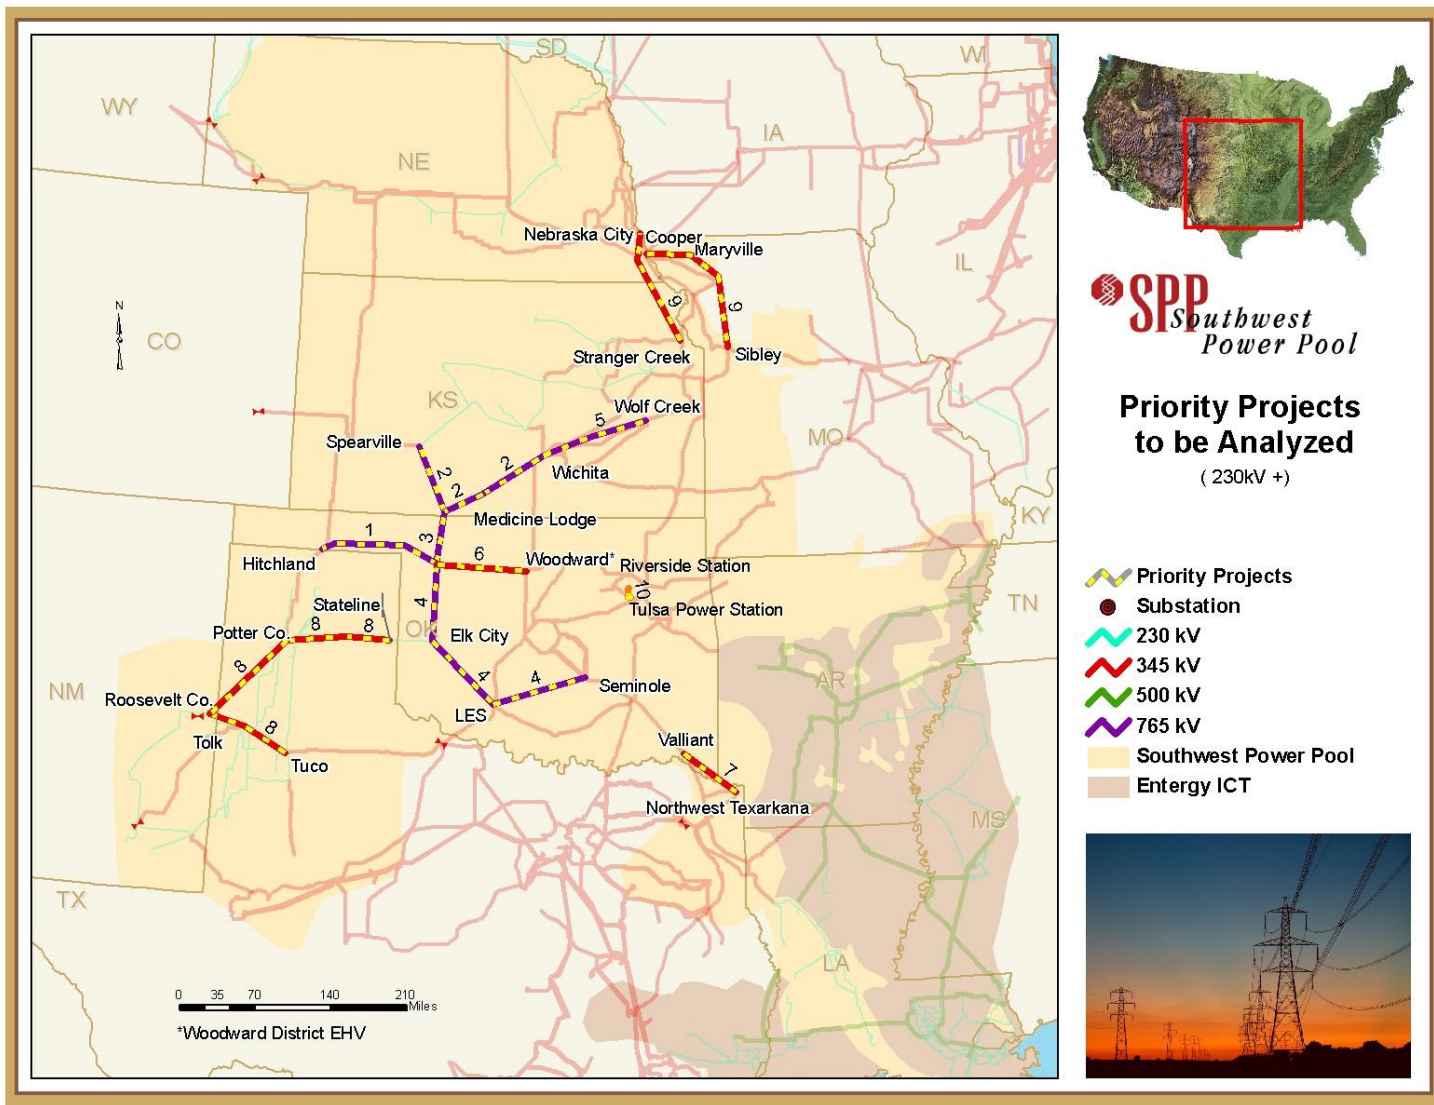 SD
WI
WY
IA
NE
Nebraska City
Cooper
Maryville
IL
N
CO
9
9
Stranger Creek
Sibley
KS
Wolf Creek
5
MO
Spearville
2
2
2
Wichita
Medicine Lodge
KY
1
3
6
Hitchland
Woodward*
Riverside Station
10
Tulsa Power Station
TN
Stateline
4
8
8
Potter Co.
OK
Elk City
8
4
4
NM
AR
Seminole
Roosevelt Co.
LES
8
Tolk
Valliant
Tuco
7
Northwest Texarkana
MS
TX
LA
0 35 70 140 210
Miles
*Woodward District EHV
SPP
Southwest
Power Pool
Priority Projects
to be Analyzed
( 230kV +)
Priority Projects
Substation
230 kV
345 kV
500 kV
765 kV
Southwest Power Pool
Entergy ICT